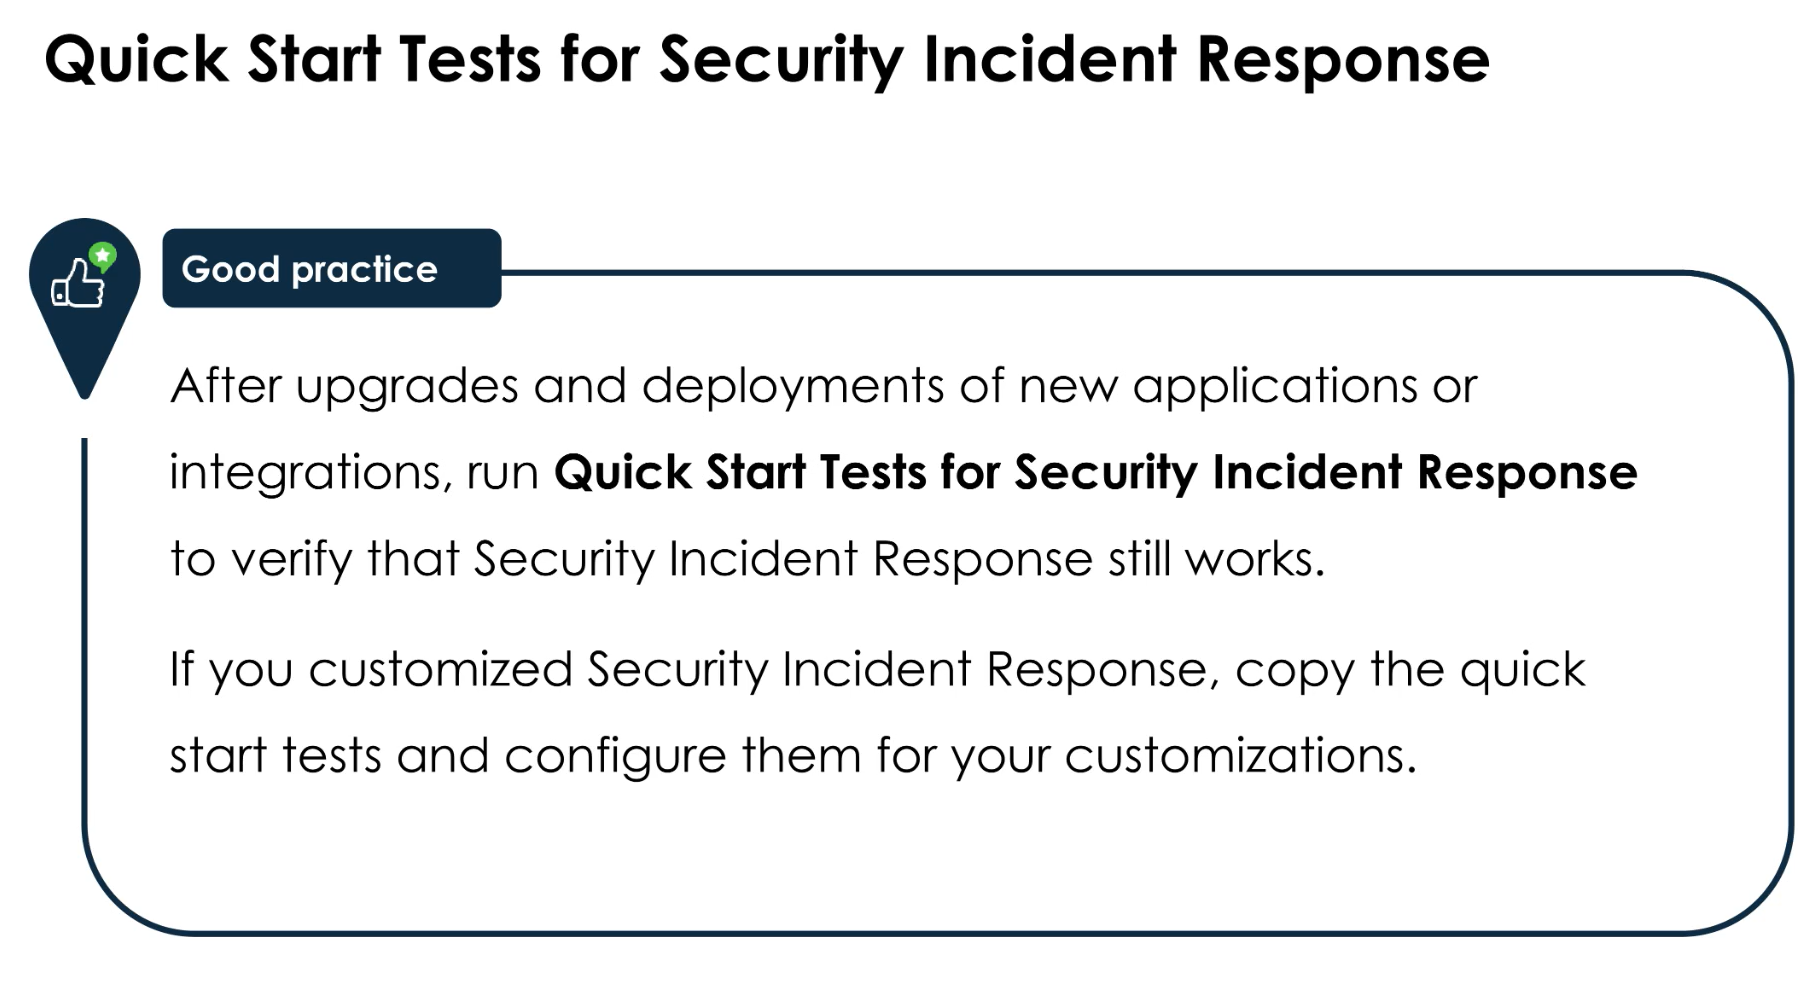 Quick Start Tests for Security Incident Response
Good practice
After upgrades and deployments of new applications or
integrations, run Quick Start Tests for Security Incident Response
to verify that Security Incident Response still works.
If you customized Security Incident Response, copy the quick
start tests and configure them for your customizations.